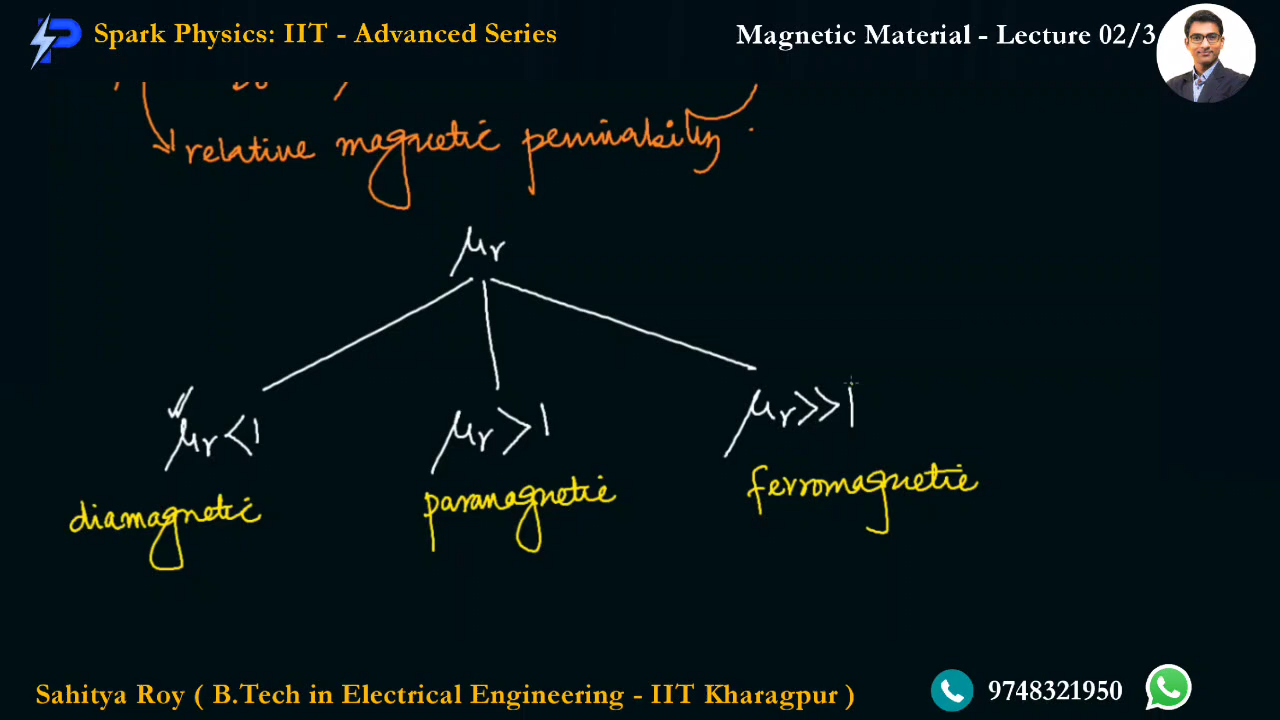 Spark Physics: IIT - Advanced Series
Magnetic Material - Lecture 02/3
relative magnetic permiability.
μr
μr<1
μr>1
μr>>1
diamagnetic
paramagnetic
ferromagnetic
Sahitya Roy ( B.Tech in Electrical Engineering - IIT Kharagpur )
9748321950